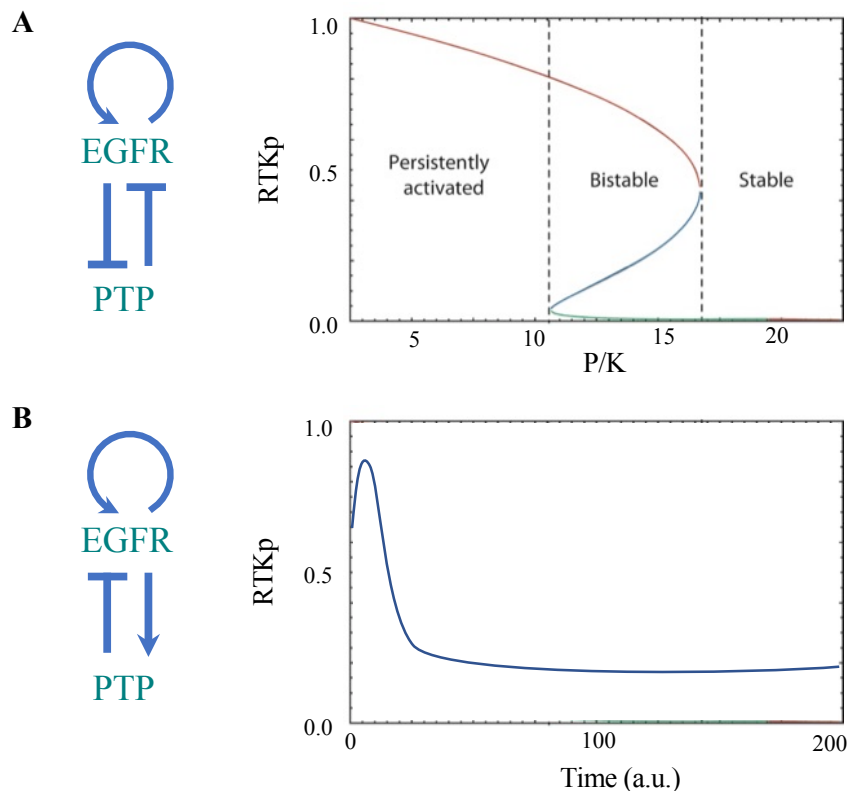 A
EGFR
PTP
RTKp
1.0
0.5
0.0
Persistently
activated
Bistable
Stable
5
10
15
20
P/K
B
EGFR
PTP
RTKp
1.0
0.5
0.0
0
100
200
Time (a.u.)